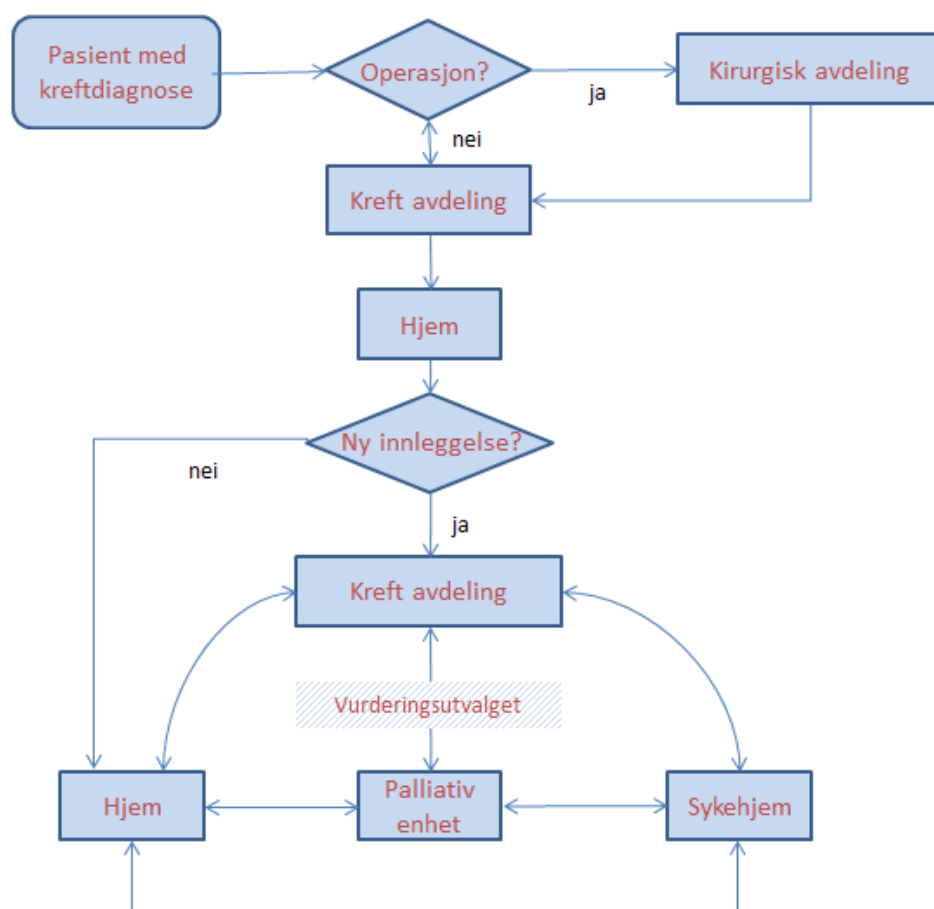 Pasient med
kreftdiagnose
Operasjon?
ja
Kirurgisk avdeling
nei
Kreft avdeling
Hjem
Ny innleggelse?
nei
ja
Kreft avdeling
Vurderingsutvalget
Hjem
Palliativ
enhet
Sykehjem